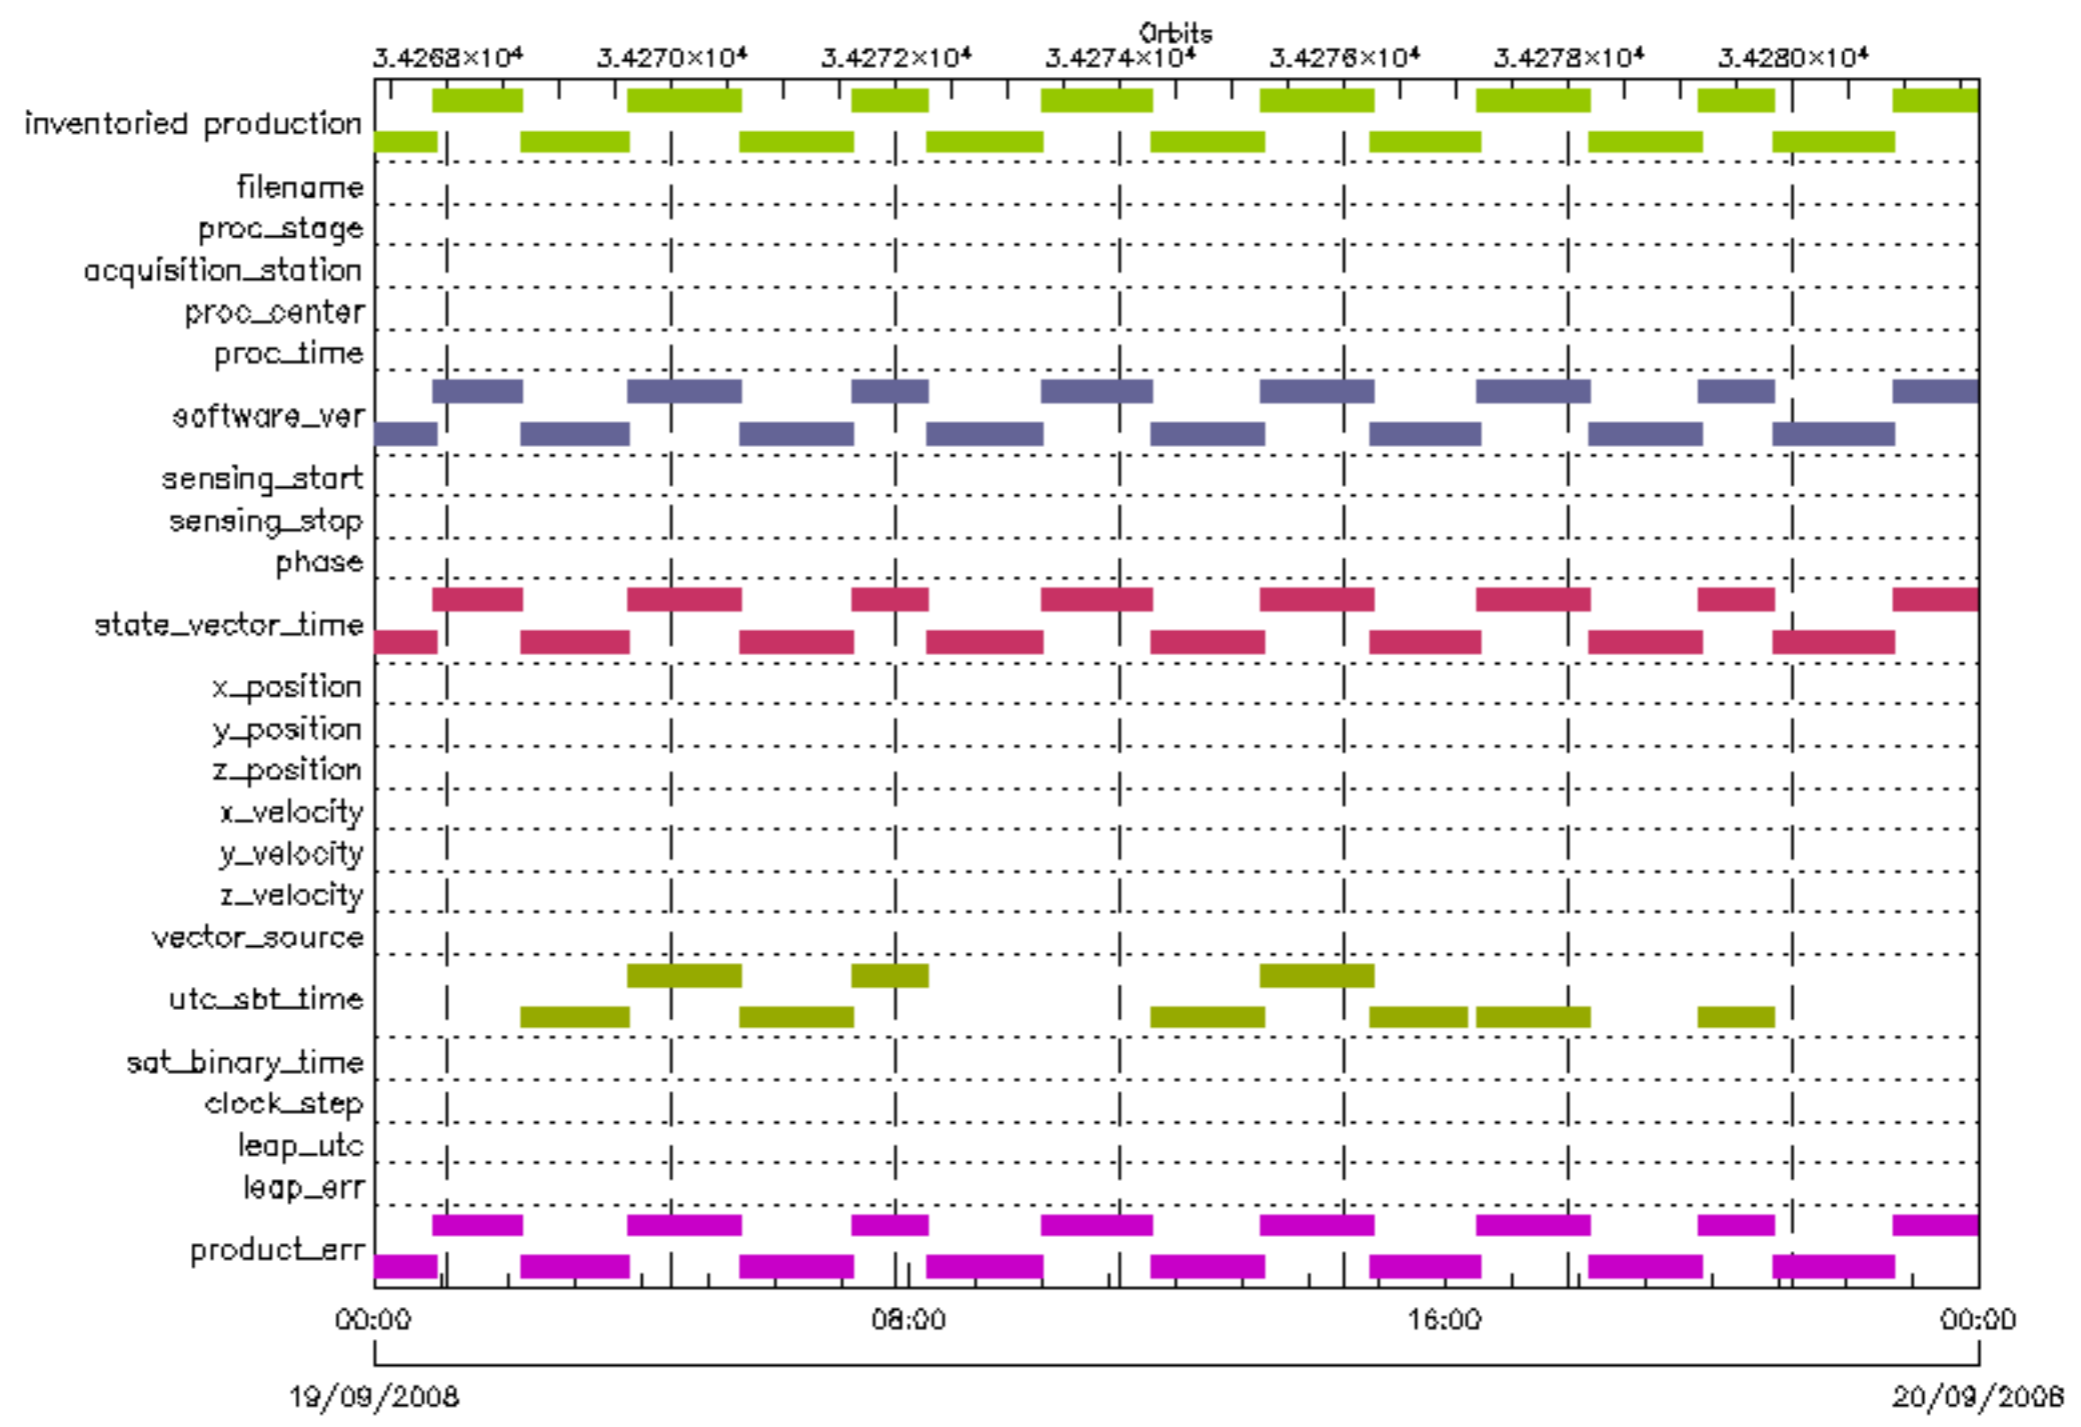 Orbits
3.4268×10⁴ 3.4270×10⁴ 3.4272×10⁴ 3.4274×10⁴ 3.4276×10⁴ 3.4278×10⁴ 3.4280×10⁴
inventoried production
filename
proc_stage
acquisition_station
proc_center
proc_time
software_ver
sensing_start
sensing_stop
phase
state_vector_time
x_position
y_position
z_position
x_velocity
y_velocity
z_velocity
vector_source
utc_sbt_time
sat_binary_time
clock_step
leap_utc
leap_err
product_err
00:00 08:00 16:00 00:00
19/09/2008 20/09/2008